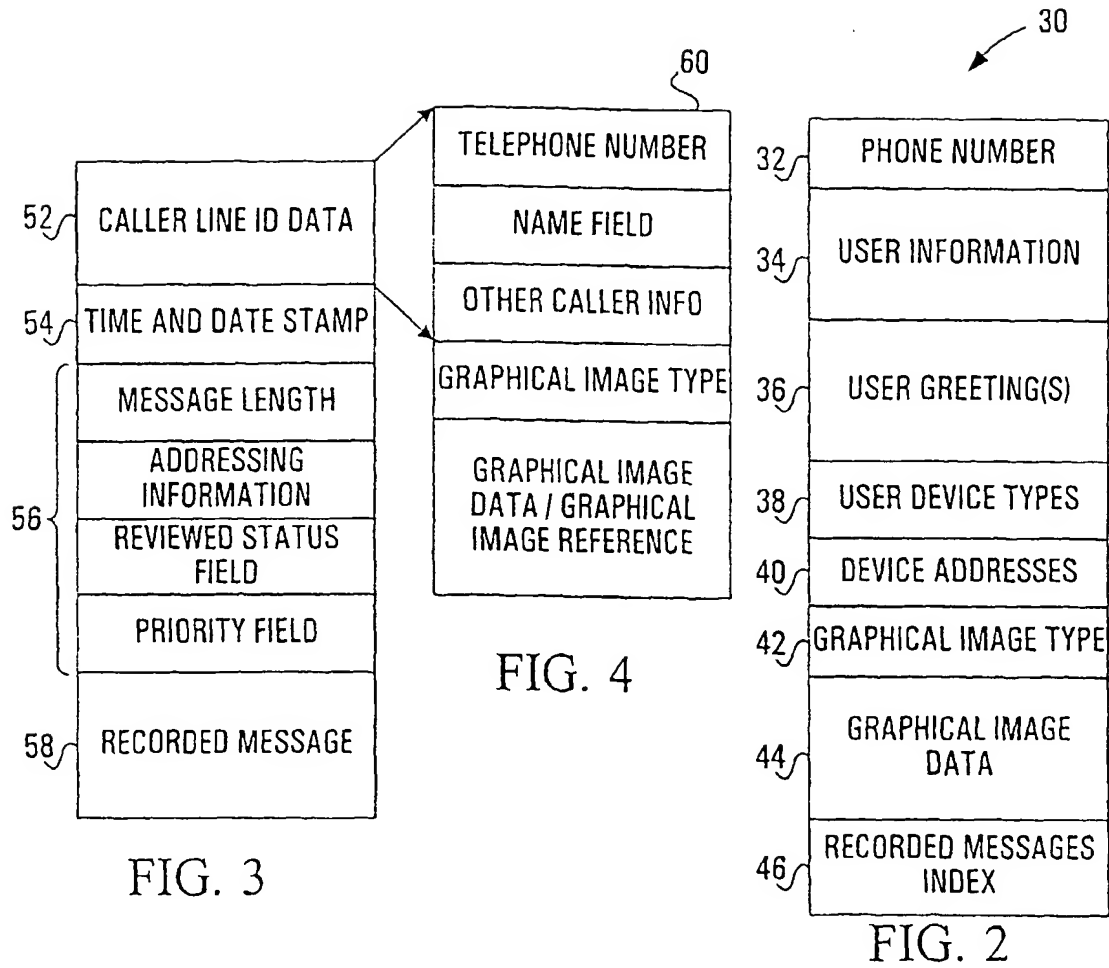 52
CALLER LINE ID DATA
54
TIME AND DATE STAMP
56
MESSAGE LENGTH
ADDRESSING
INFORMATION
REVIEWED STATUS
FIELD
PRIORITY FIELD
58
RECORDED MESSAGE
FIG. 3
60
TELEPHONE NUMBER
NAME FIELD
OTHER CALLER INFO
GRAPHICAL IMAGE TYPE
GRAPHICAL IMAGE
DATA / GRAPHICAL
IMAGE REFERENCE
FIG. 4
30
32
PHONE NUMBER
34
USER INFORMATION
36
USER GREETING(S)
38
USER DEVICE TYPES
40
DEVICE ADDRESSES
42
GRAPHICAL IMAGE TYPE
44
GRAPHICAL IMAGE
DATA
46
RECORDED MESSAGES
INDEX
FIG. 2